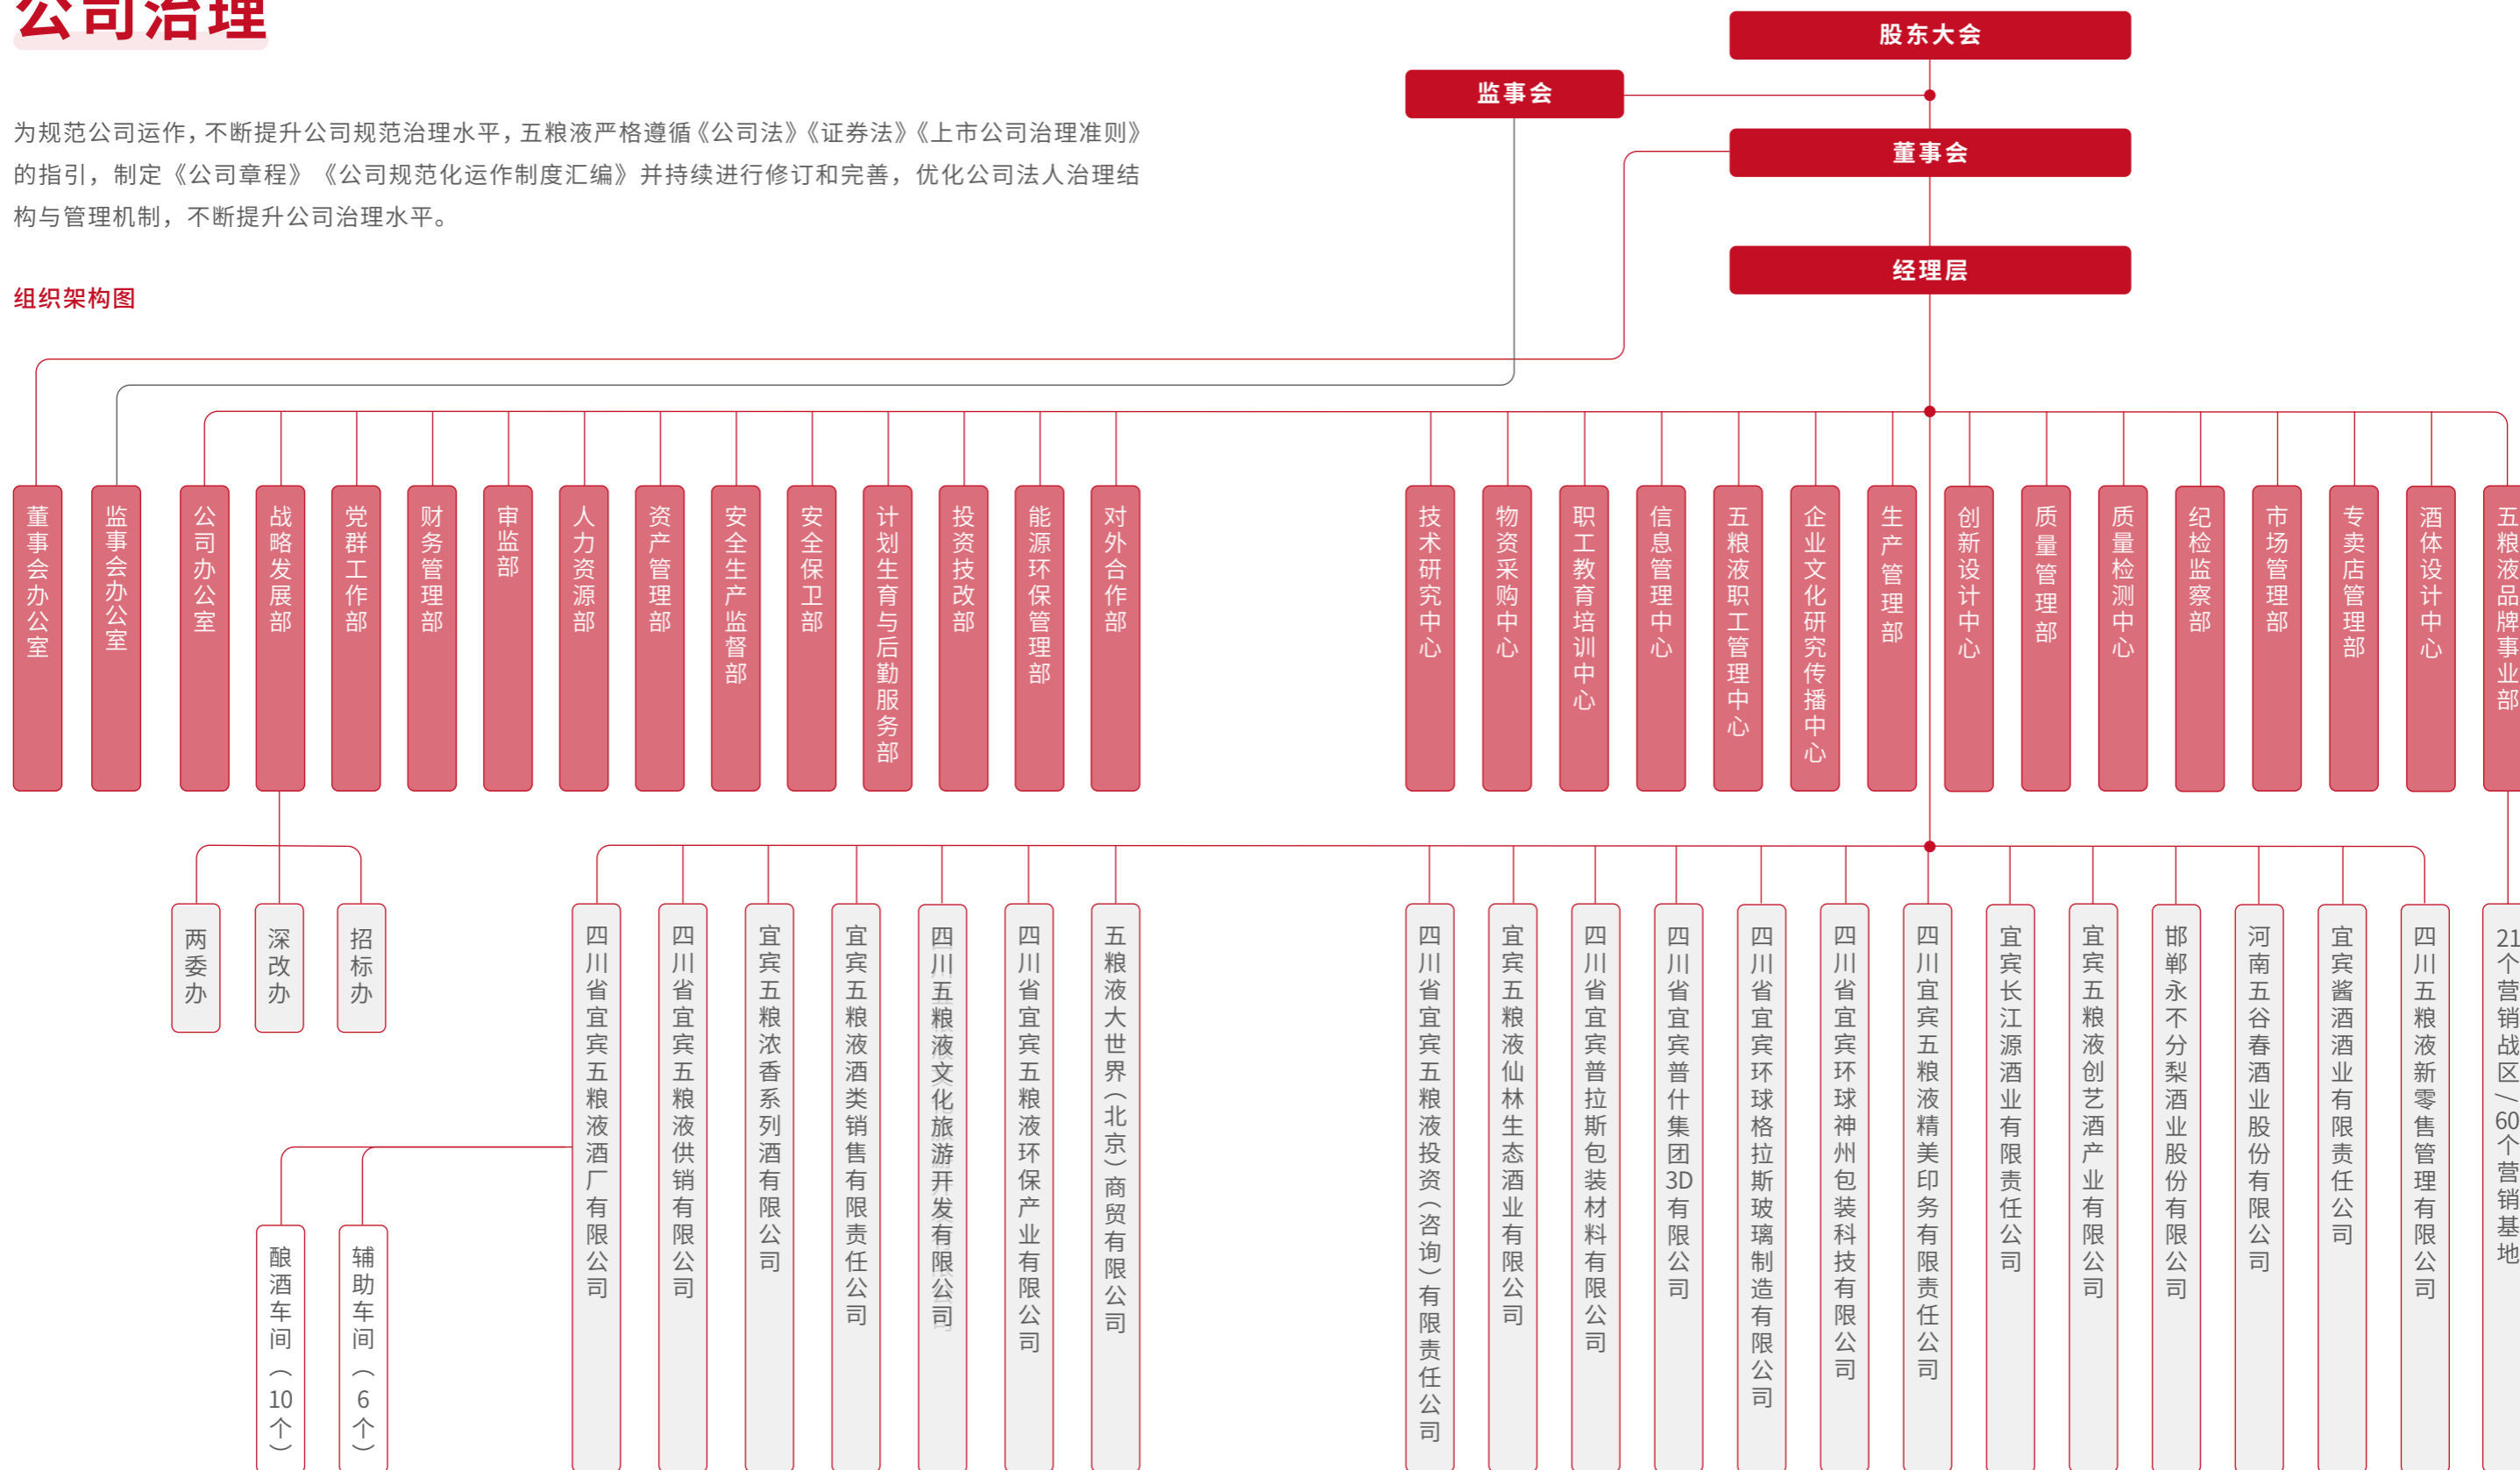 公司治理
为规范公司运作，不断提升公司规范治理水平，五粮液严格遵循《公司法》《证券法》《上市公司治理准则》
的指引，制定《公司章程》《公司规范化运作制度汇编》并持续进行修订和完善，优化公司法人治理结
构与管理机制，不断提升公司治理水平。
组织架构图
股东大会
监事会
董事会
经理层
董事会办公室
监事会办公室
公司办公室
战略发展部
党群工作部
财务管理部
审监部
人力资源部
资产管理部
安全生产监督部
安全保卫部
计划生育与后勤服务部
投资技改部
能源环保管理部
对外合作部
技术研究中心
物资采购中心
职工教育培训中心
信息管理中心
五粮液职工管理中心
企业文化研究传播中心
生产管理部
创新设计中心
质量管理部
质量检测中心
纪检监察部
市场管理部
专卖店管理部
酒体设计中心
五粮液品牌事业部
两委办
深改办
招标办
四川省宜宾五粮液酒厂有限公司
四川省宜宾五粮液供销有限公司
宜宾五粮浓香系列酒有限公司
宜宾五粮液酒类销售有限责任公司
四川五粮液文化旅游开发有限公司
四川省宜宾五粮液环保产业有限公司
五粮液大世界（北京）商贸有限公司
四川省宜宾五粮液投资（咨询）有限责任公司
宜宾五粮液仙林生态酒业有限公司
四川省宜宾普拉斯包装材料有限公司
四川省宜宾普什集团3D有限公司
四川省宜宾环球格拉斯玻璃制造有限公司
四川省宜宾环球神州包装科技有限公司
四川宜宾五粮液精美印务有限责任公司
宜宾长江源酒业有限责任公司
宜宾五粮液创艺酒产业有限公司
邯郸永不分梨酒业股份有限公司
河南五谷春酒业股份有限公司
宜宾酱酒酒业有限责任公司
四川五粮液新零售管理有限公司
21个营销战区/60个营销基地
酿酒车间（10个）
辅助车间（6个）